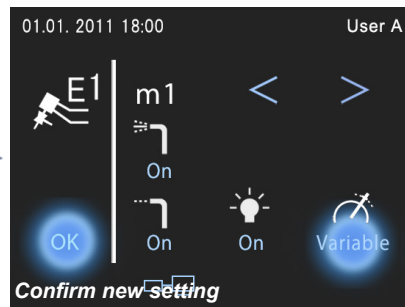 01.01. 2011 18:00 User A
E1 m1 < >
On
OK On On Variable
Confirm new setting